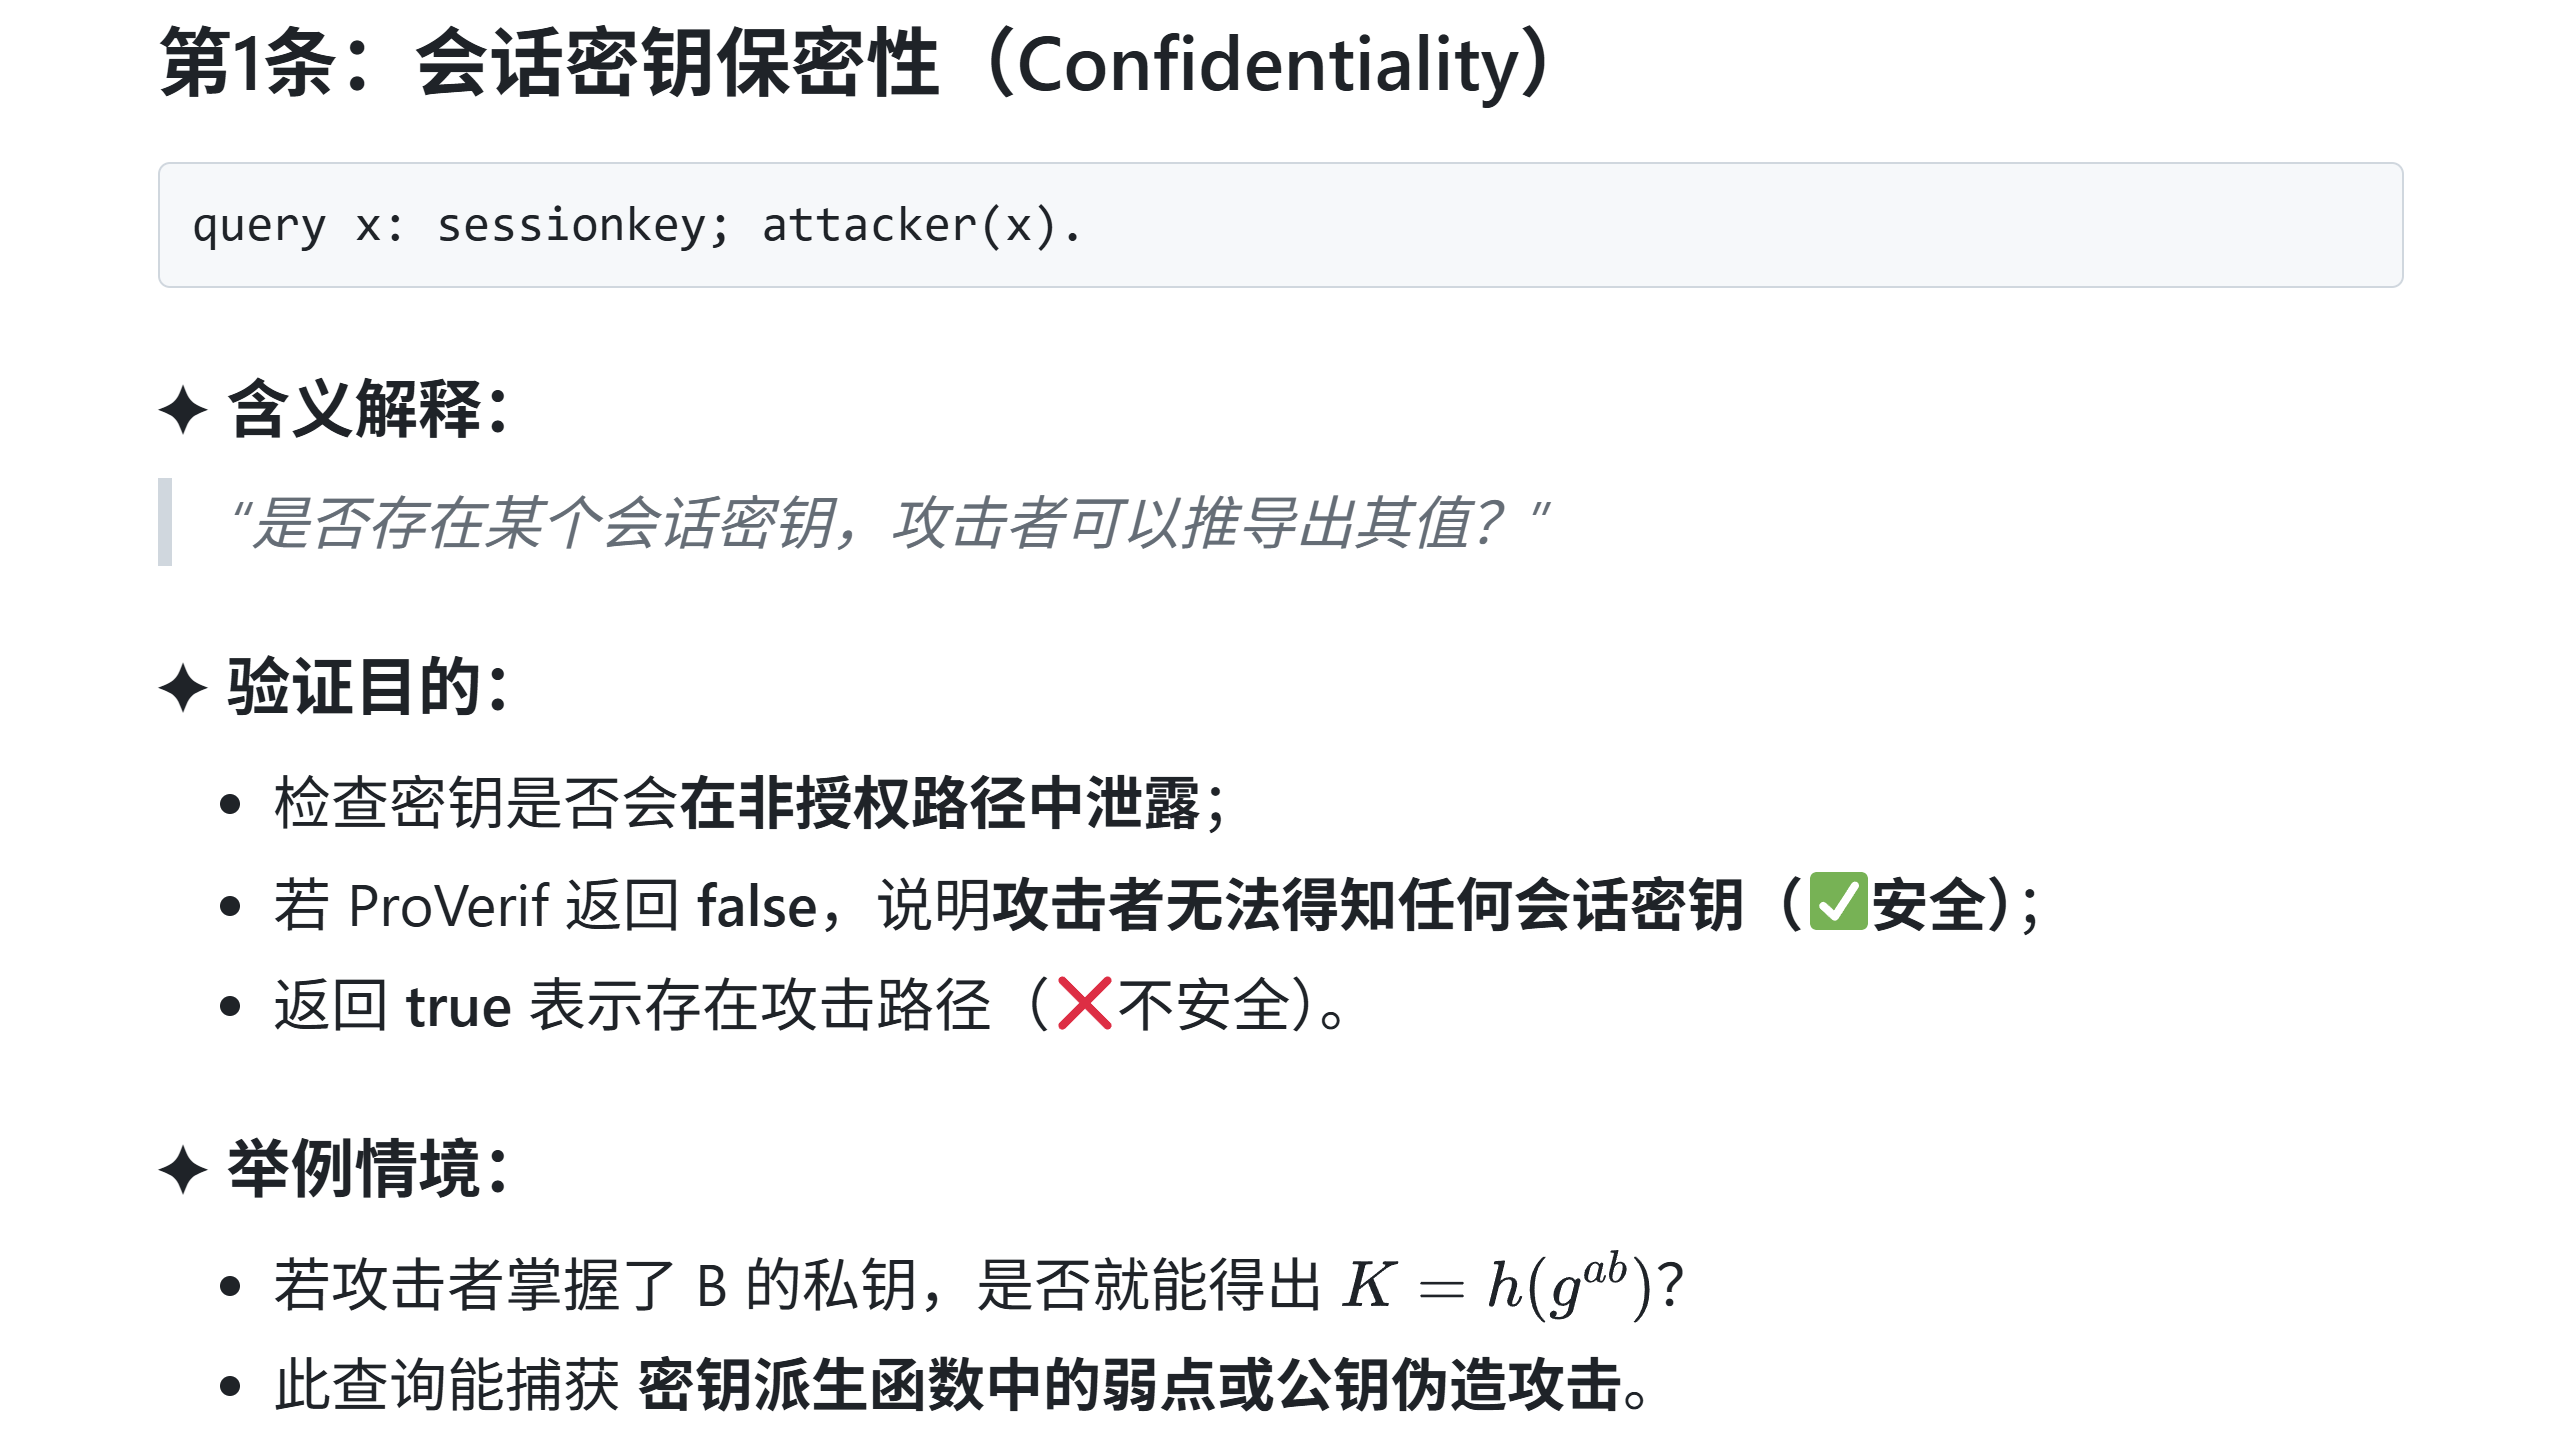 第1条：会话密钥保密性（Confidentiality）
query x: sessionkey; attacker(x).
✦ 含义解释：
“是否存在某个会话密钥，攻击者可以推导出其值？”
✦ 验证目的：
• 检查密钥是否会在非授权路径中泄露；
• 若 ProVerif 返回 false，说明攻击者无法得知任何会话密钥（✅安全）；
• 返回 true 表示存在攻击路径（❌不安全）。
✦ 举例情境：
• 若攻击者掌握了 B 的私钥，是否就能得出 $K = h(g^{ab})$？
• 此查询能捕获 密钥派生函数中的弱点或公钥伪造攻击。